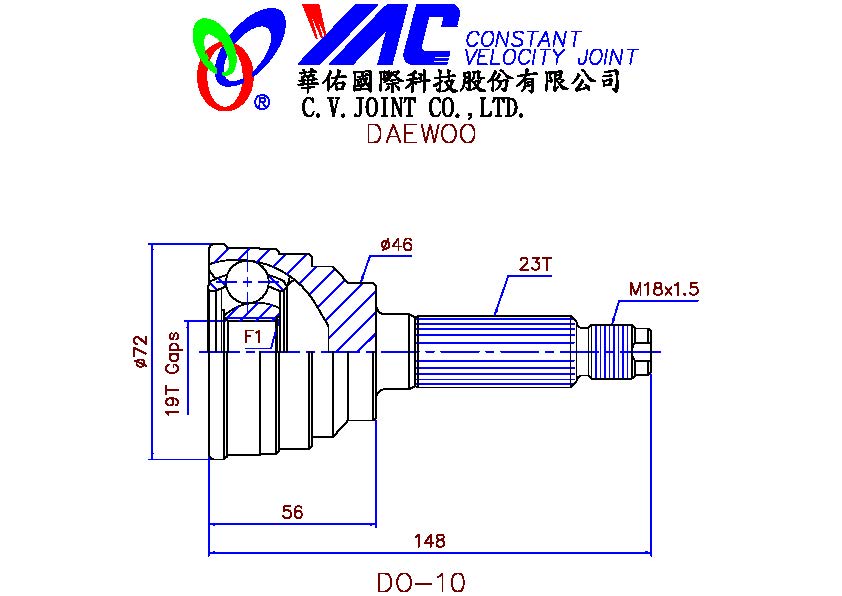 YAC CONSTANT
VELOCITY JOINT
®
華佑國際科技股份有限公司
C.V.JOINT CO.,LTD.
DAEWOO
ø46
23T
M18x1.5
F1
ø72
19T Gaps
56
148
DO-10